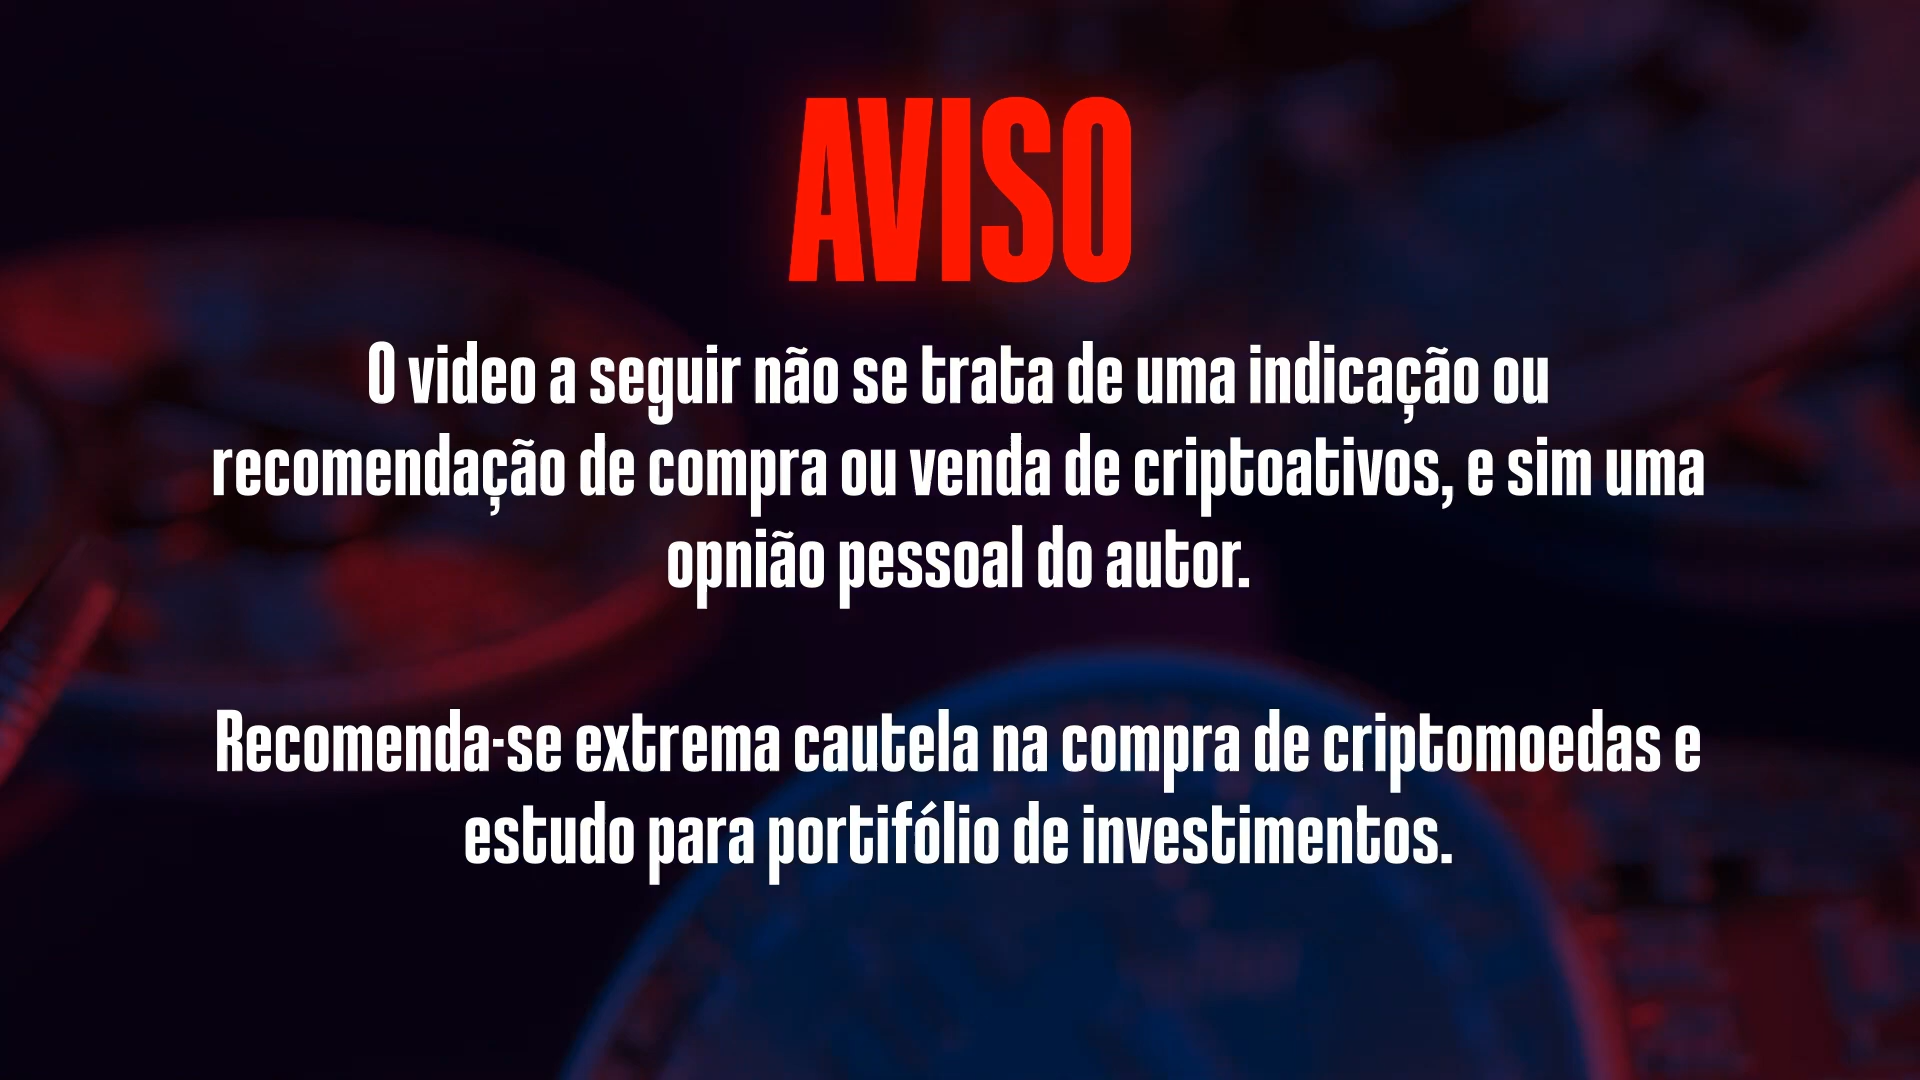 AVISO
O video a seguir não se trata de uma indicação ou
recomendação de compra ou venda de criptoativos, e sim uma
opnião pessoal do autor.
Recomenda-se extrema cautela na compra de criptomoedas e
estudo para portifólio de investimentos.